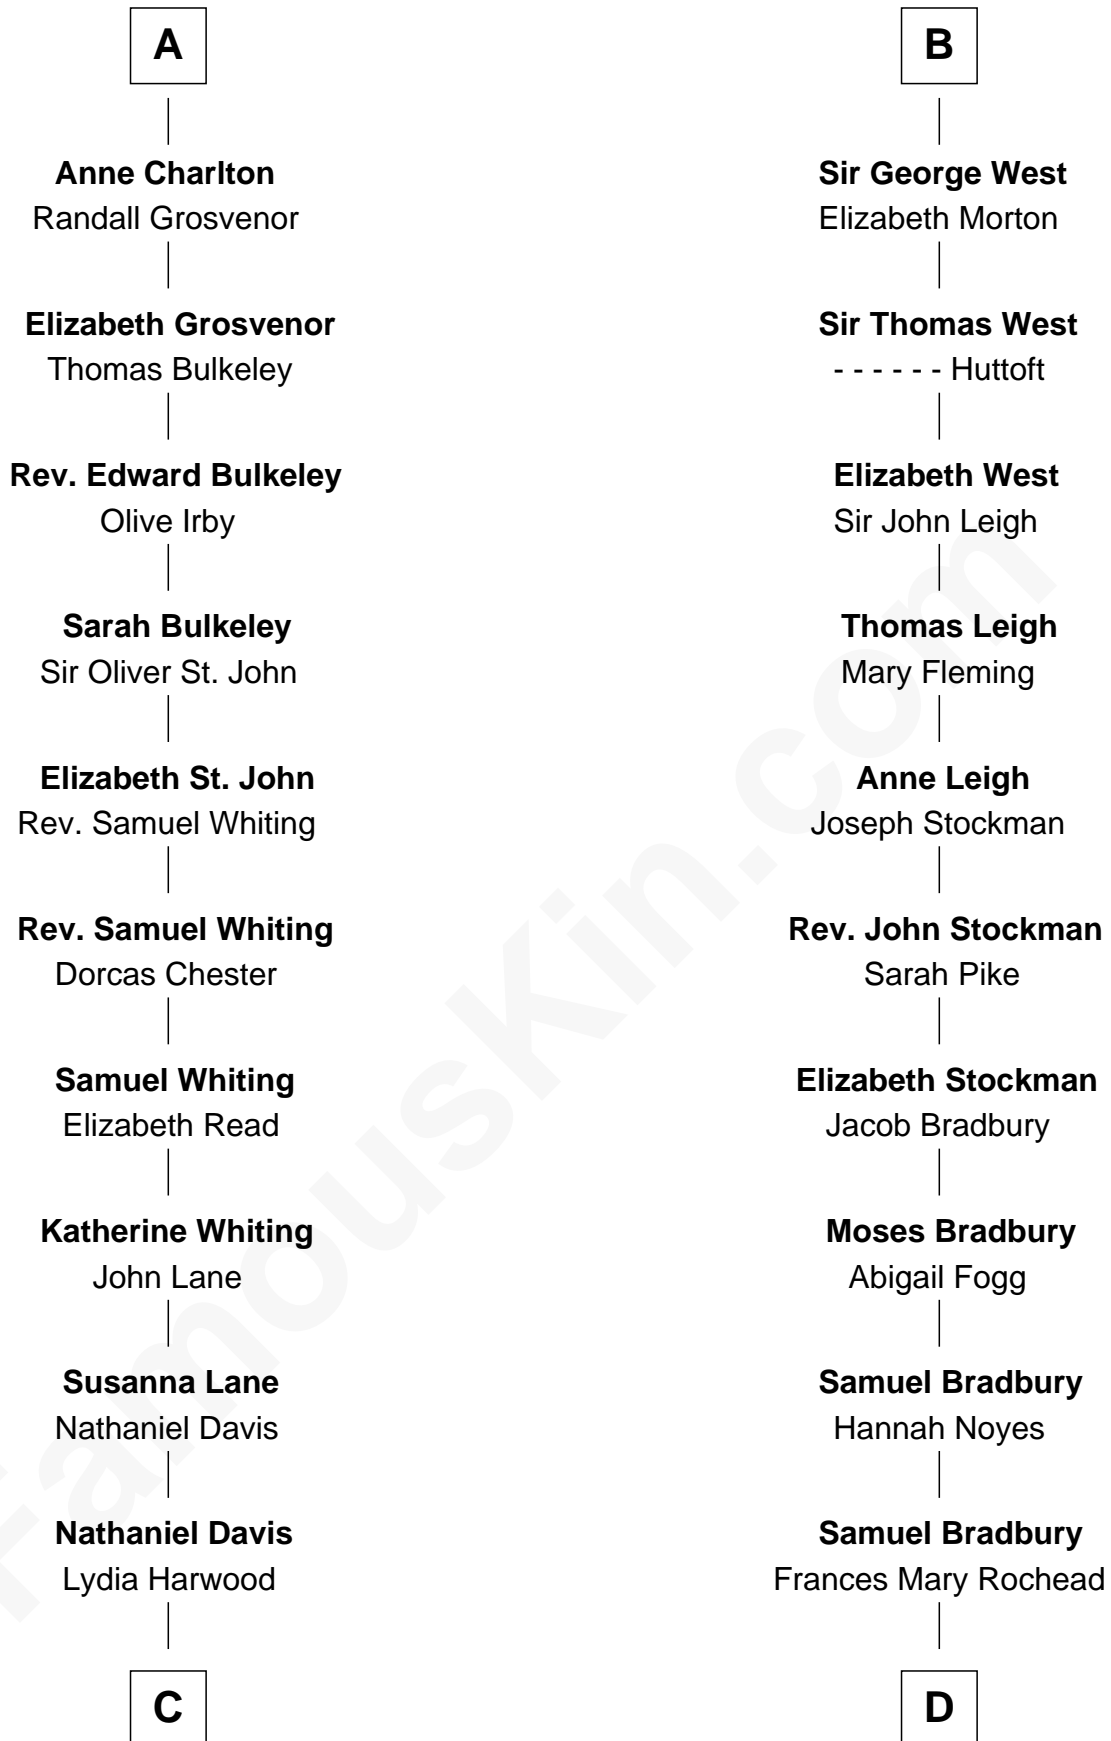 A
Anne Charlton
Randall Grosvenor
Elizabeth Grosvenor
Thomas Bulkeley
Rev. Edward Bulkeley
Olive Irby
Sarah Bulkeley
Sir Oliver St. John
Elizabeth St. John
Rev. Samuel Whiting
Rev. Samuel Whiting
Dorcas Chester
Samuel Whiting
Elizabeth Read
Katherine Whiting
John Lane
Susanna Lane
Nathaniel Davis
Nathaniel Davis
Lydia Harwood
C
B
Sir George West
Elizabeth Morton
Sir Thomas West
- - - - - - Huttoft
Elizabeth West
Sir John Leigh
Thomas Leigh
Mary Fleming
Anne Leigh
Joseph Stockman
Rev. John Stockman
Sarah Pike
Elizabeth Stockman
Jacob Bradbury
Moses Bradbury
Abigail Fogg
Samuel Bradbury
Hannah Noyes
Samuel Bradbury
Frances Mary Rochead
D
FamousKin.com